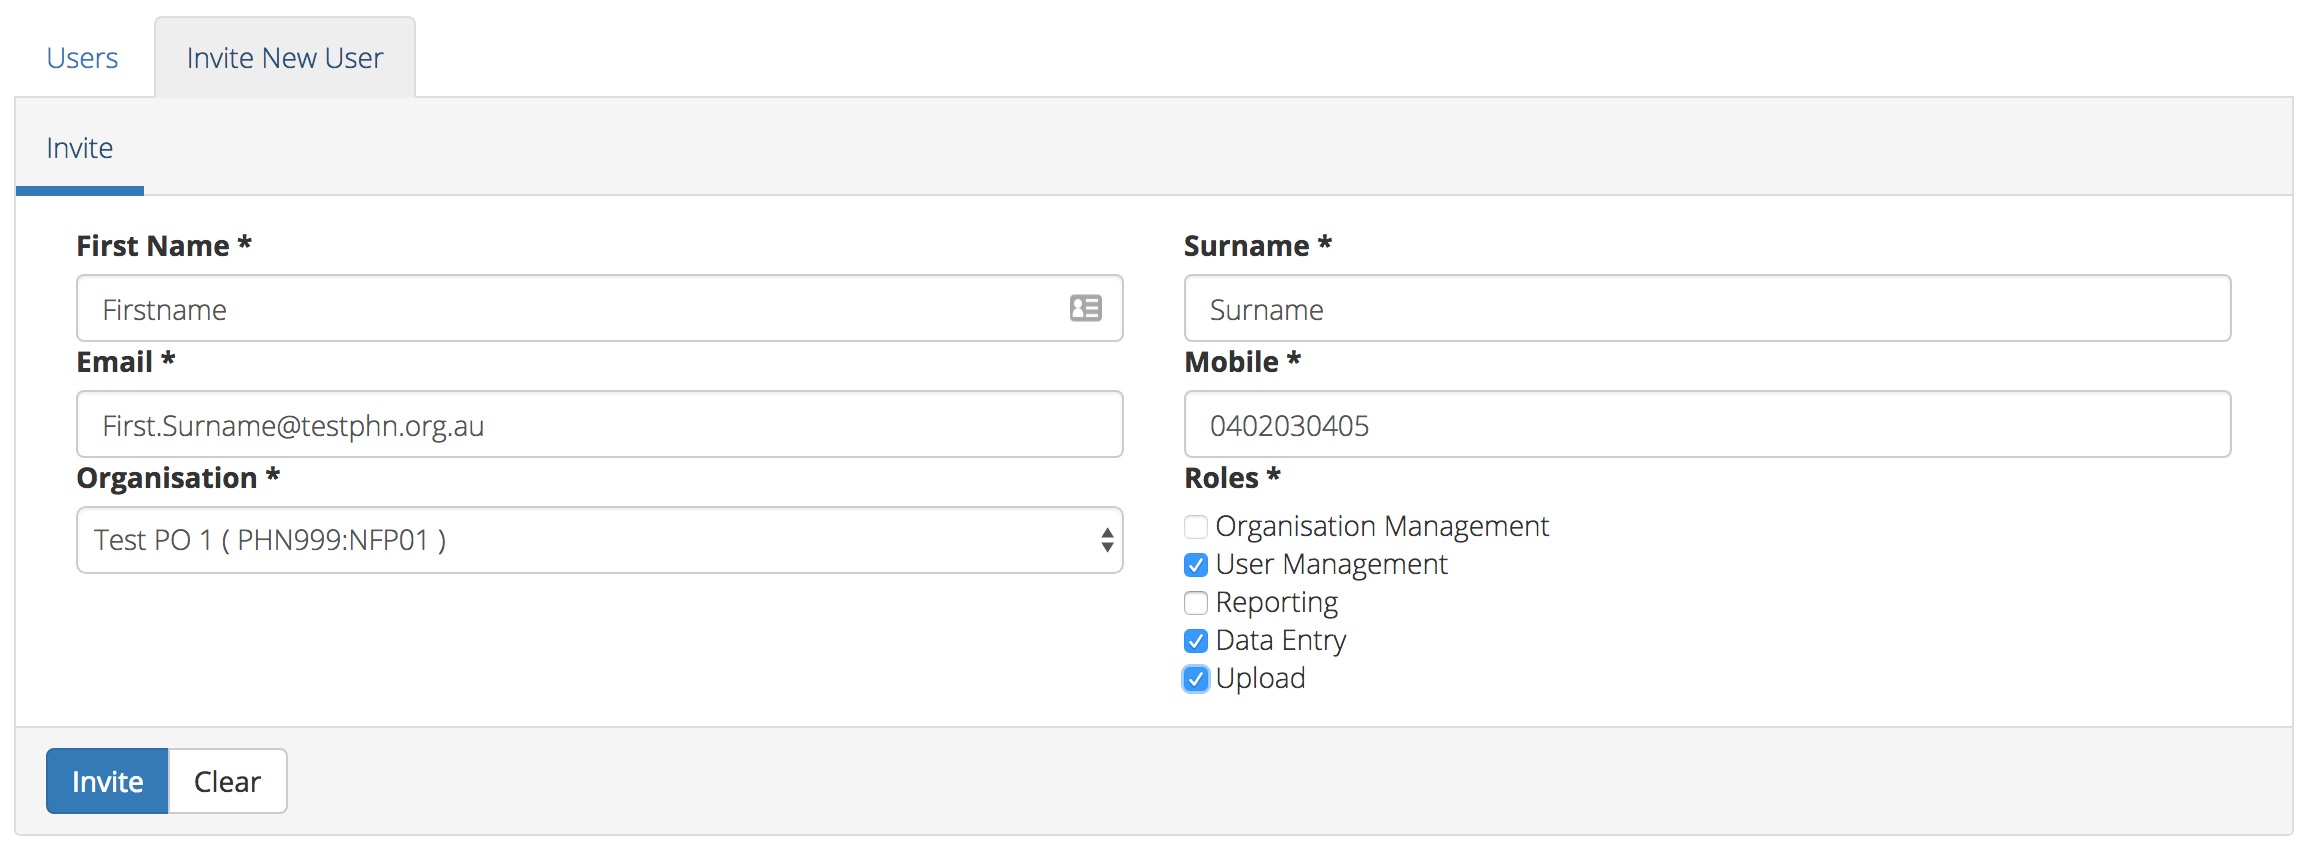 Users
Invite New User
Invite
First Name *
Surname *
Firstname
Surname
Email *
Mobile *
First.Surname@testphn.org.au
0402030405
Organisation *
Roles *
Test PO 1 ( PHN999:NFP01 )
Organisation Management
User Management
Reporting
Data Entry
Upload
Invite
Clear